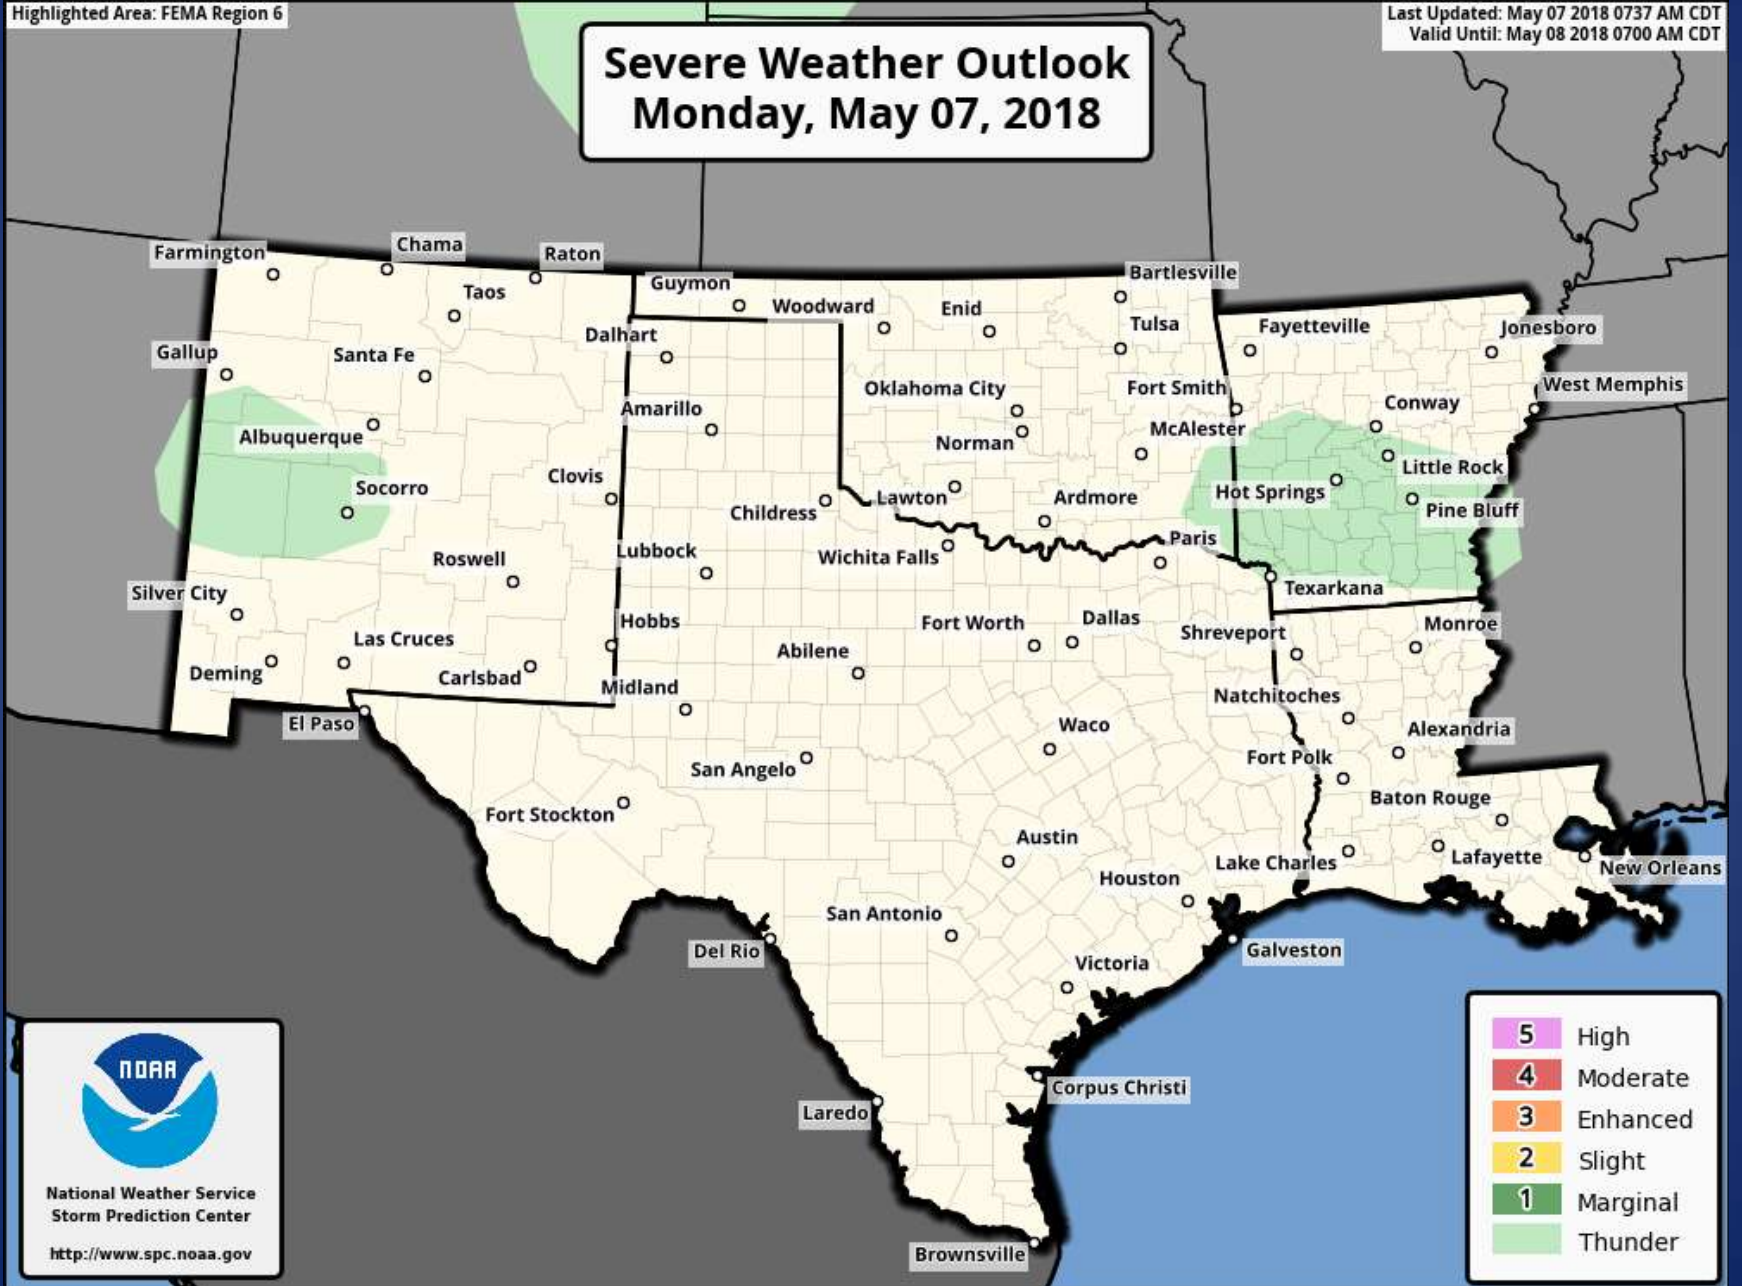 Highlighted Area: FEMA Region 6
Last Updated: May 07 2018 0737 AM CDT
Valid Until: May 08 2018 0700 AM CDT
Severe Weather Outlook
Monday, May 07, 2018
Farmington
Chama
Raton
Taos
Guymon
Woodward
Enid
Bartlesville
Tulsa
Fayetteville
Jonesboro
Gallup
Santa Fe
Dalhart
Oklahoma City
Fort Smith
West Memphis
Conway
Albuquerque
Amarillo
Norman
McAlester
Little Rock
Socorro
Clovis
Childress
Lawton
Ardmore
Hot Springs
Pine Bluff
Roswell
Lubbock
Wichita Falls
Paris
Texarkana
Silver City
Las Cruces
Hobbs
Fort Worth
Dallas
Shreveport
Monroe
Deming
Carlsbad
Midland
Abilene
Natchitoches
El Paso
Waco
Alexandria
San Angelo
Fort Polk
Fort Stockton
Baton Rouge
Austin
Lake Charles
Lafayette
New Orleans
Houston
San Antonio
Del Rio
Galveston
Victoria
Corpus Christi
Laredo
Brownsville
NOAA
National Weather Service
Storm Prediction Center
http://www.spc.noaa.gov
5 High
4 Moderate
3 Enhanced
2 Slight
1 Marginal
Thunder